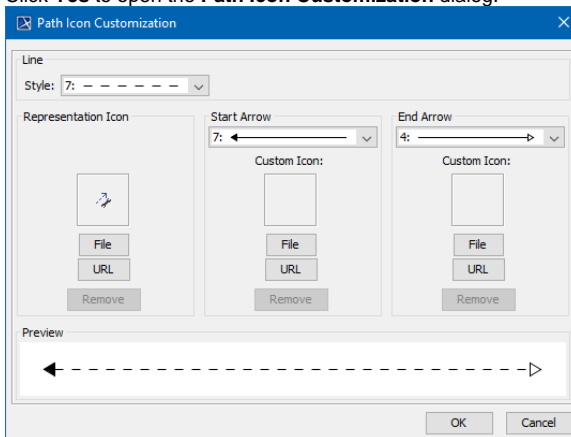 Click Yes to open the Path Icon Customization dialog.
Path Icon Customization
Line
Style: 7:
Representation Icon
File
URL
Remove
Start Arrow
7:
Custom Icon:
File
URL
Remove
End Arrow
4:
Custom Icon:
File
URL
Remove
Preview
OK Cancel